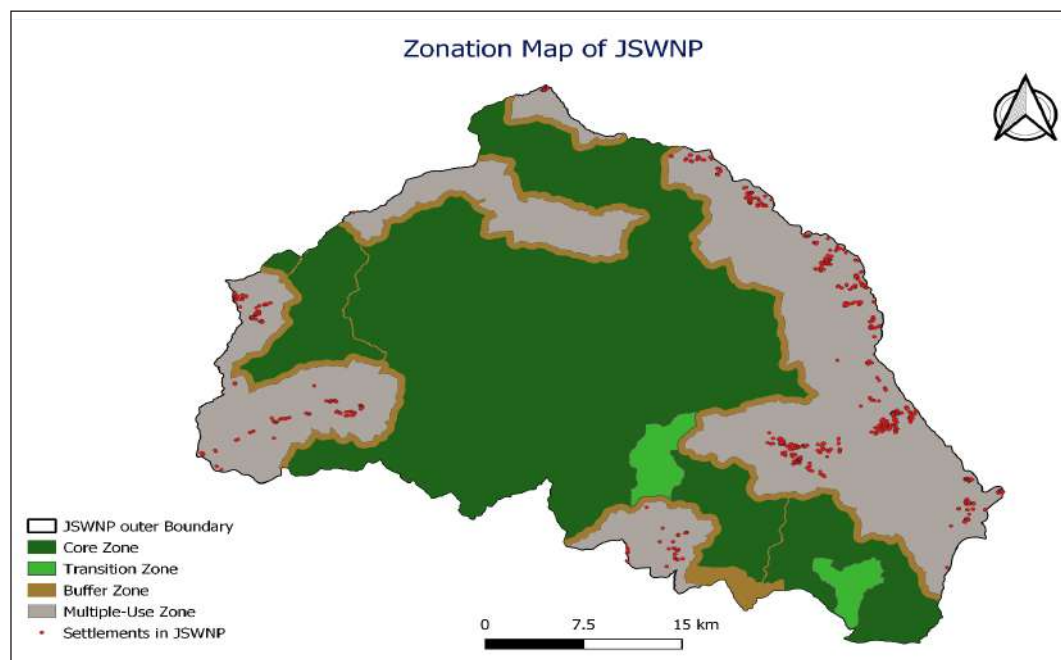 Zonation Map of JSWNP
JSWNP outer Boundary
Core Zone
Transition Zone
Buffer Zone
Multiple-Use Zone
Settlements in JSWNP
0 7.5 15 km